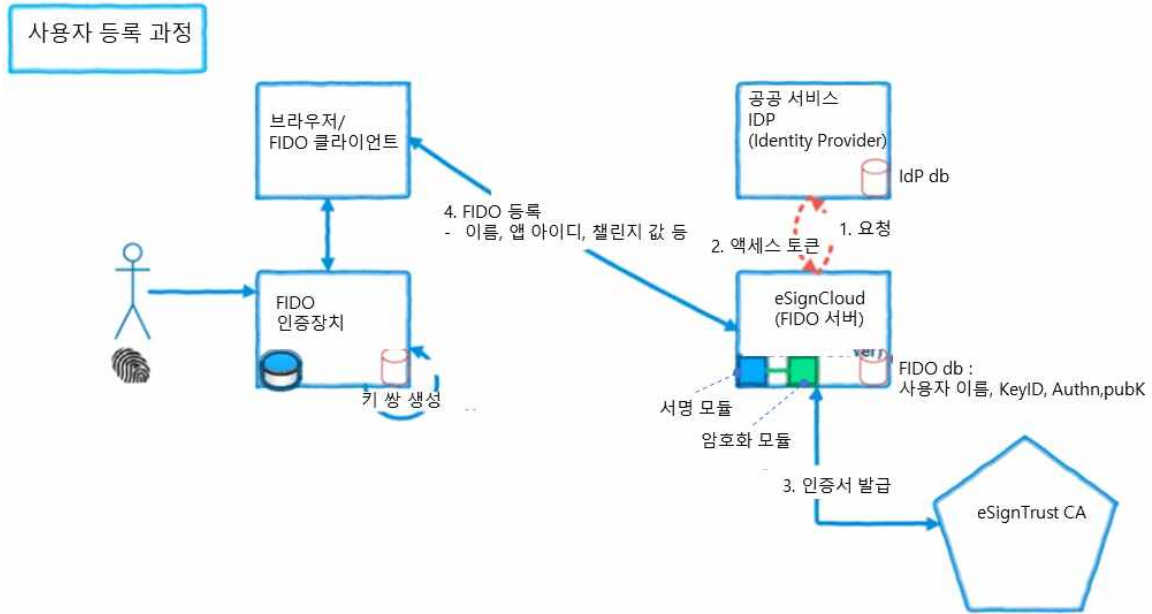 사용자 등록 과정
브라우저/
FIDO 클라이언트
공공 서비스
IDP
(Identity Provider)
IdP db
4. FIDO 등록
- 이름, 앱 아이디, 챌린지 값 등
1. 요청
2. 액세스 토큰
FIDO
인증장치
키 쌍 생성
eSignCloud
(FIDO 서버)
FIDO db :
사용자 이름, KeyID, Authn,pubK
서명 모듈
암호화 모듈
3. 인증서 발급
eSignTrust CA